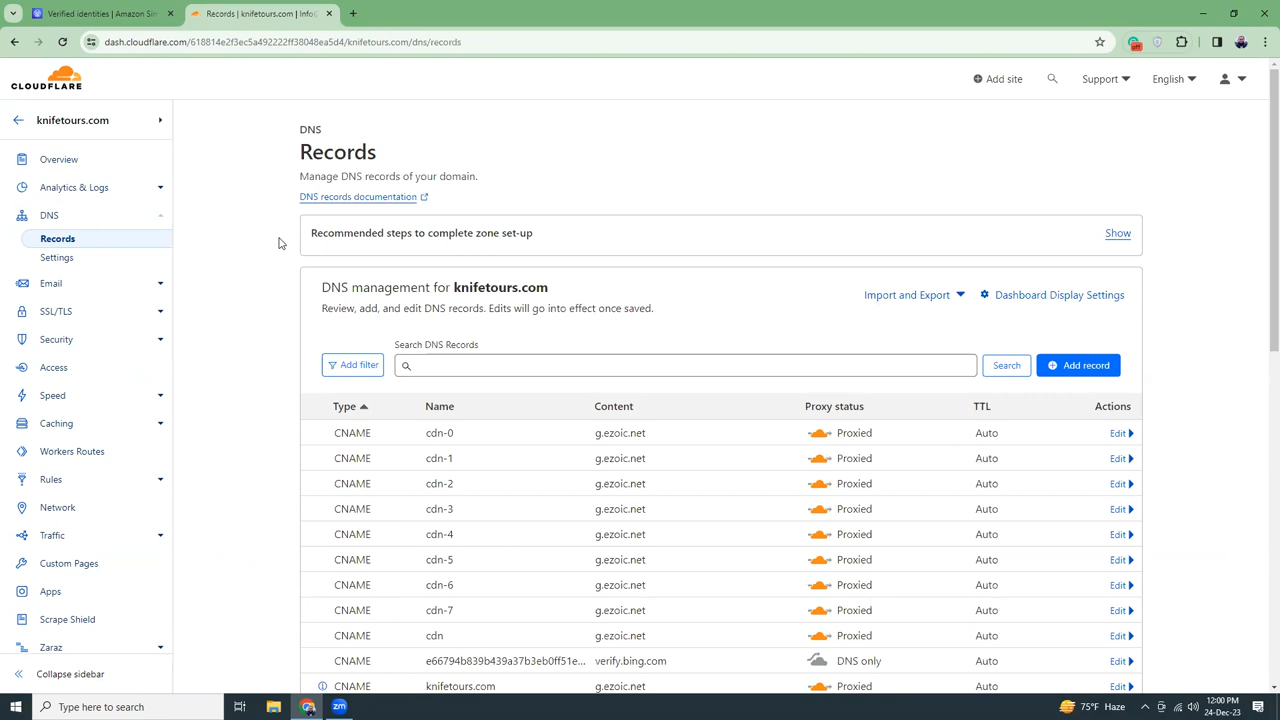 Verified identities | Amazon Sim
Records | knifetours.com | Info@
dash.cloudflare.com/618814e2f3ec5a492222ff38048ea5d4/knifetours.com/dns/records
CLOUDFLARE
Add site
Support
English
knifetours.com
Overview
Analytics & Logs
DNS
Records
Settings
Email
SSL/TLS
Security
Access
Speed
Caching
Workers Routes
Rules
Network
Traffic
Custom Pages
Apps
Scrape Shield
Zaraz
Collapse sidebar
DNS
Records
Manage DNS records of your domain.
DNS records documentation
Recommended steps to complete zone set-up
Show
DNS management for knifetours.com
Review, add, and edit DNS records. Edits will go into effect once saved.
Import and Export
Dashboard Display Settings
Search DNS Records
Add filter
Search
Add record
Type Name Content Proxy status TTL Actions
CNAME cdn-0 g.ezoic.net Proxied Auto Edit
CNAME cdn-1 g.ezoic.net Proxied Auto Edit
CNAME cdn-2 g.ezoic.net Proxied Auto Edit
CNAME cdn-3 g.ezoic.net Proxied Auto Edit
CNAME cdn-4 g.ezoic.net Proxied Auto Edit
CNAME cdn-5 g.ezoic.net Proxied Auto Edit
CNAME cdn-6 g.ezoic.net Proxied Auto Edit
CNAME cdn-7 g.ezoic.net Proxied Auto Edit
CNAME cdn g.ezoic.net Proxied Auto Edit
CNAME e66794b839b439a37b3eb0ff51e... verify.bing.com DNS only Auto Edit
CNAME knifetours.com g.ezoic.net Proxied Auto Edit
Type here to search
zm
75°F Haze
12:00 PM
24-Dec-23